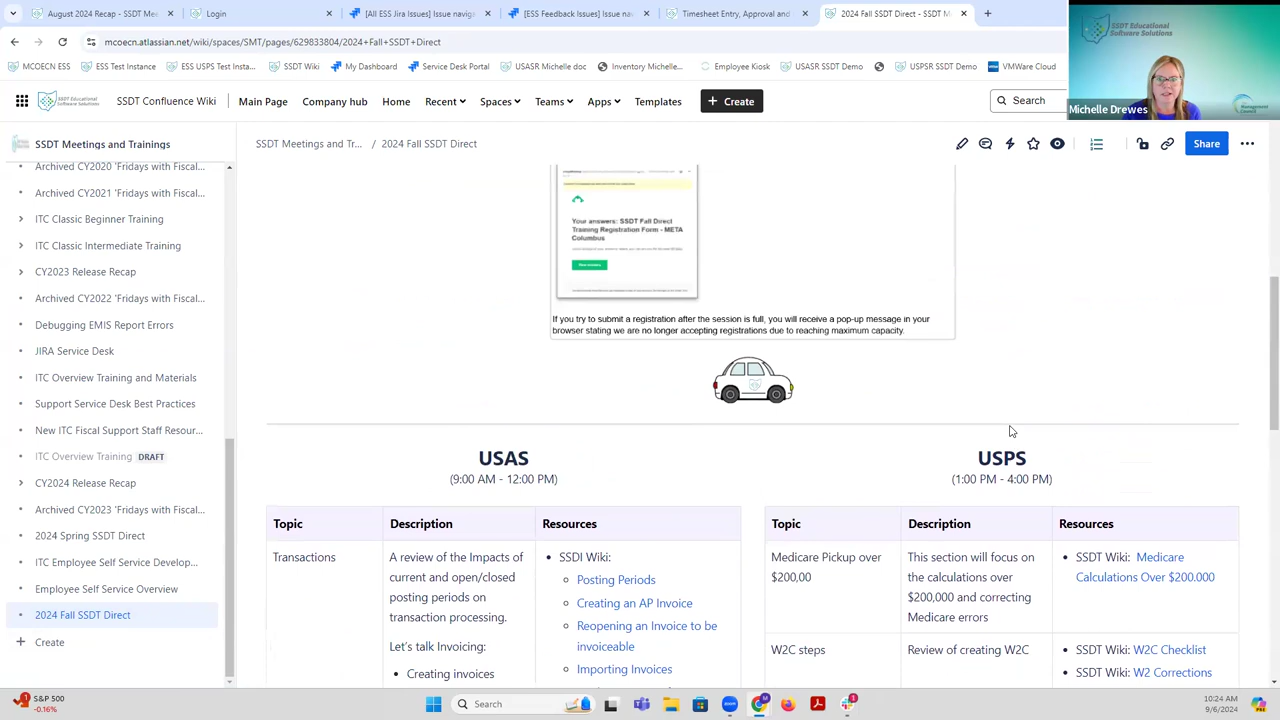 August 2024 Recap - SSDT Mee
Login
[All ESS Jira Issues] Issue navig
[ESS Feedback Issues] Issue na
Timesheet Entry, Approval and
2024 Fall SSDT Direct - SSDT M
mcoecn.atlassian.net/wiki/spaces/SMT/pages/629833804/2024+Fall+SSDT+Direct
MCOECN ESS
ESS Test Instance
ESS USPS Test Insta...
SSDT Wiki
My Dashboard
Service Desk Portal
USASR Michelle doc
Inventory Michelle...
Employee Kiosk
USASR SSDT Demo
USPSR SSDT Demo
VMWare Cloud
SSDT Educational
Software Solutions
Michelle Drewes
Management
Council
SSDT Confluence Wiki
Main Page
Company hub
Home
Recent
Spaces
Teams
Apps
Templates
+ Create
Search
SSDT Meetings and Trainings
SSDT Meetings and Tr... / 2024 Fall SSDT Direct
Share
Archived CY2020 'Fridays with Fiscal...
Archived CY2021 'Fridays with Fiscal...
ITC Classic Beginner Training
ITC Classic Intermediate Training
CY2023 Release Recap
Archived CY2022 'Fridays with Fiscal...
Debugging EMIS Report Errors
JIRA Service Desk
ITC Overview Training and Materials
Support Service Desk Best Practices
New ITC Fiscal Support Staff Resour...
ITC Overview Training DRAFT
CY2024 Release Recap
Archived CY2023 'Fridays with Fiscal...
2024 Spring SSDT Direct
ITC Employee Self Service Develop...
Employee Self Service Overview
2024 Fall SSDT Direct
Create
Your answers: SSDT Fall Direct
Training Registration Form - META
Columbus
If you try to submit a registration after the session is full, you will receive a pop-up message in your
browser stating we are no longer accepting registrations due to reaching maximum capacity.
USAS
(9:00 AM - 12:00 PM)
Topic
Description
Resources
Transactions
A review of the Impacts of
current and open/closed
posting periods on
transaction processing.
Let's talk Invoicing:
Creating invoices
SSDI Wiki:
Posting Periods
Creating an AP Invoice
Reopening an Invoice to be
invoiceable
Importing Invoices
USPS
(1:00 PM - 4:00 PM)
Topic
Description
Resources
Medicare Pickup over
$200,00
This section will focus on
the calculations over
$200,000 and correcting
Medicare errors
SSDT Wiki: Medicare
Calculations Over $200.000
W2C steps
Review of creating W2C
SSDT Wiki: W2C Checklist
SSDT Wiki: W2 Corrections
S&P 500
-0.16%
Search
10:24 AM
9/6/2024